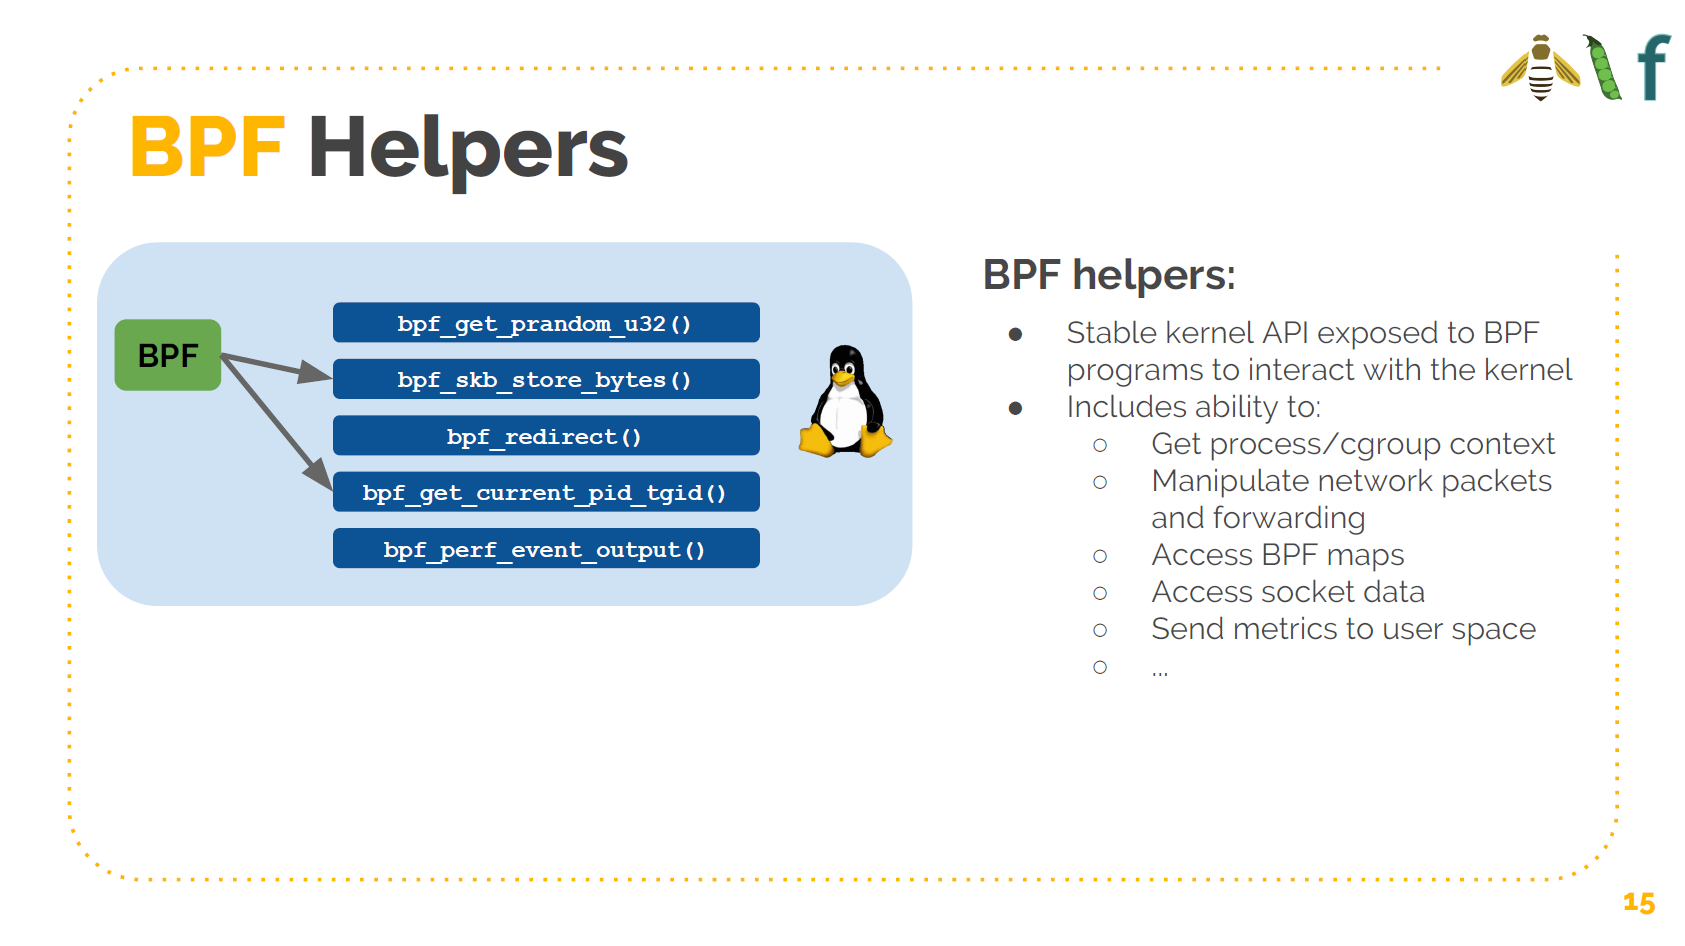 f
BPF Helpers
BPF
bpf_get_prandom_u32()
bpf_skb_store_bytes()
bpf_redirect()
bpf_get_current_pid_tgid()
bpf_perf_event_output()
BPF helpers:
● Stable kernel API exposed to BPF
programs to interact with the kernel
● Includes ability to:
○ Get process/cgroup context
○ Manipulate network packets
and forwarding
○ Access BPF maps
○ Access socket data
○ Send metrics to user space
○ ...
15